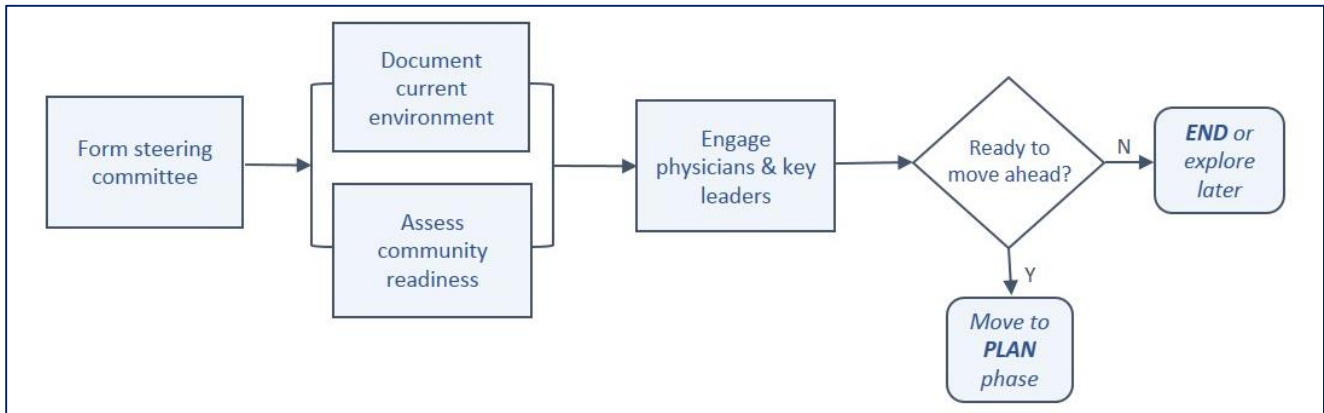 Form steering
committee
Document
current
environment
Assess
community
readiness
Engage
physicians & key
leaders
Ready to
move ahead?
N
END or
explore
later
Y
Move to
PLAN
phase